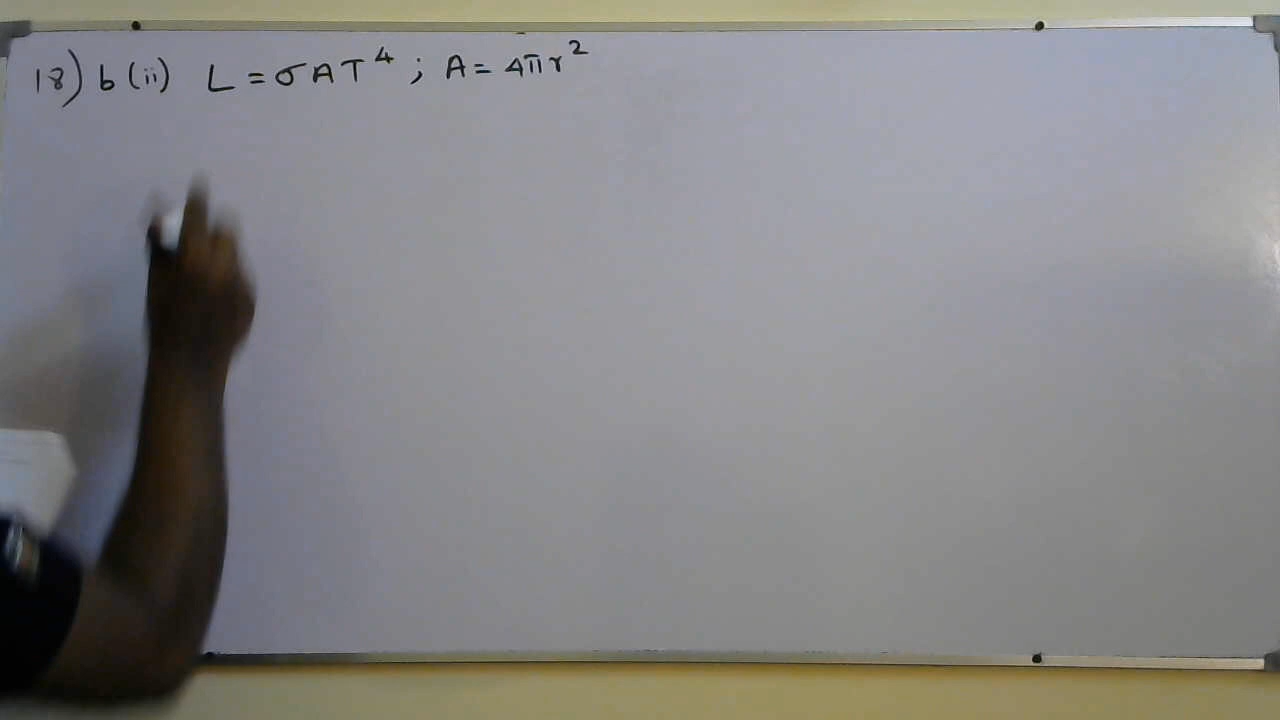 18) b (ii) L = σAT⁴ ; A = 4πr²